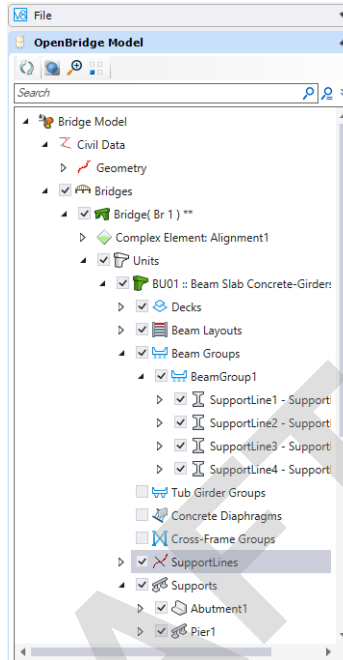 File
OpenBridge Model
Search
Bridge Model
Civil Data
Geometry
Bridges
Bridge( Br 1 ) **
Complex Element: Alignment1
Units
BU01 :: Beam Slab Concrete-Girders
Decks
Beam Layouts
Beam Groups
BeamGroup1
SupportLine1 - Support
SupportLine2 - Support
SupportLine3 - Support
SupportLine4 - Support
Tub Girder Groups
Concrete Diaphragms
Cross-Frame Groups
SupportLines
Supports
Abutment1
Pier1